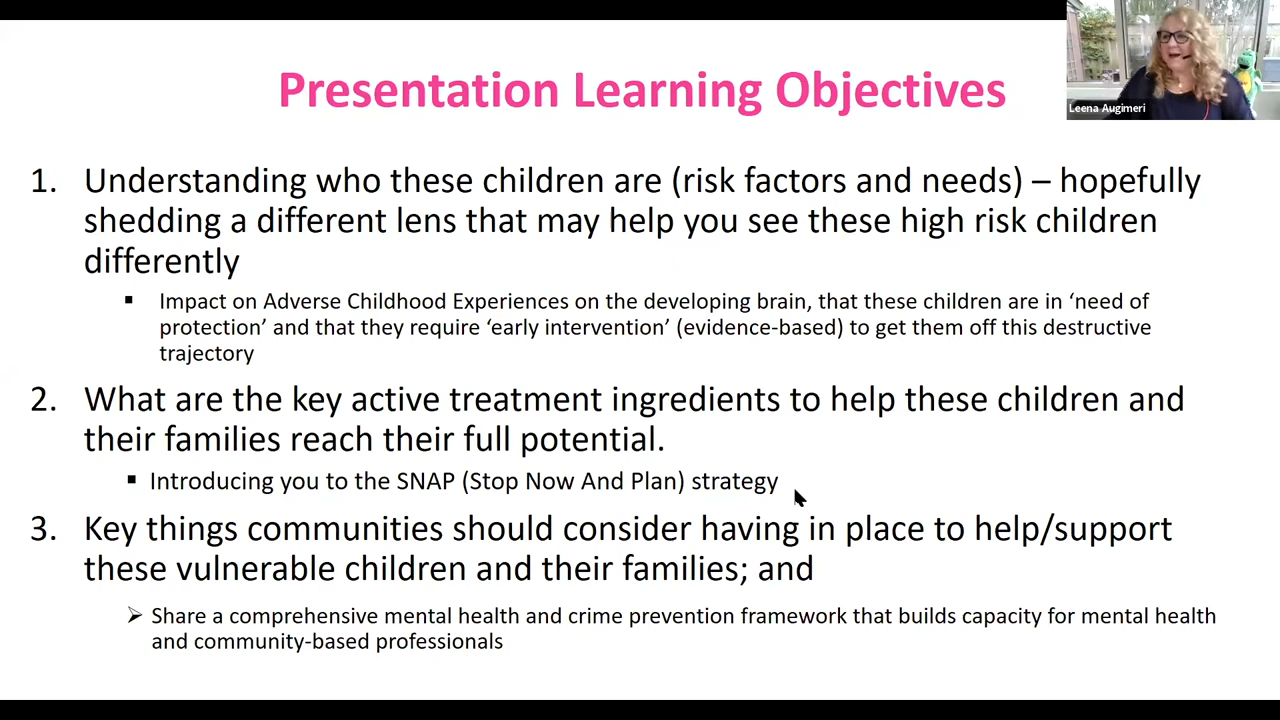 Presentation Learning Objectives
Leena Augimeri
1. Understanding who these children are (risk factors and needs) – hopefully
shedding a different lens that may help you see these high risk children
differently
▪ Impact on Adverse Childhood Experiences on the developing brain, that these children are in ‘need of
protection’ and that they require ‘early intervention’ (evidence-based) to get them off this destructive
trajectory
2. What are the key active treatment ingredients to help these children and
their families reach their full potential.
▪ Introducing you to the SNAP (Stop Now And Plan) strategy
3. Key things communities should consider having in place to help/support
these vulnerable children and their families; and
➢ Share a comprehensive mental health and crime prevention framework that builds capacity for mental health
and community-based professionals